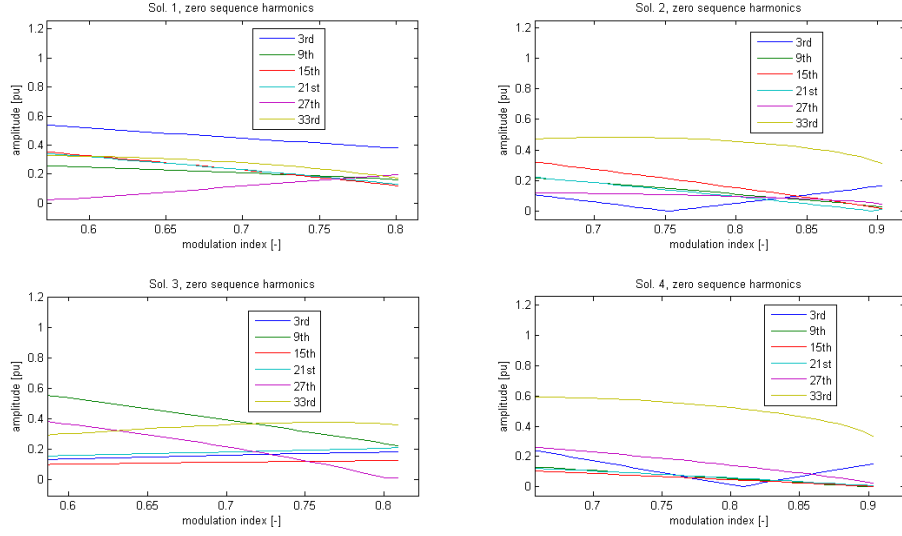 Sol. 1, zero sequence harmonics
amplitude [pu]
1.2
1
0.8
0.6
0.4
0.2
0
3rd
9th
15th
21st
27th
33rd
0.6 0.65 0.7 0.75 0.8
modulation index [-]
Sol. 2, zero sequence harmonics
amplitude [pu]
1.2
1
0.8
0.6
0.4
0.2
0
3rd
9th
15th
21st
27th
33rd
0.7 0.75 0.8 0.85 0.9
modulation index [-]
Sol. 3, zero sequence harmonics
amplitude [pu]
1.2
1
0.8
0.6
0.4
0.2
0
3rd
9th
15th
21st
27th
33rd
0.6 0.65 0.7 0.75 0.8
modulation index [-]
Sol. 4, zero sequence harmonics
amplitude [pu]
1.2
1
0.8
0.6
0.4
0.2
0
3rd
9th
15th
21st
27th
33rd
0.7 0.75 0.8 0.85 0.9
modulation index [-]